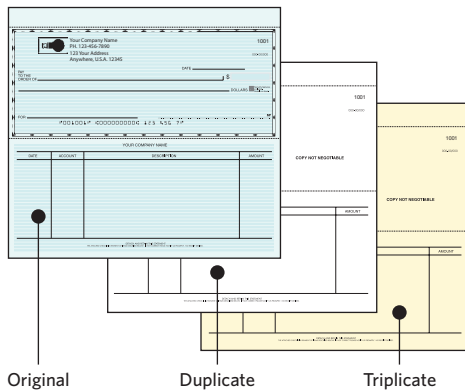 Your Company Name
PH. 123-456-7890
123 Your Address
Anywhere, U.S.A. 12345
1001
DATE
PAY
TO THE
ORDER OF
$
DOLLARS
FOR
YOUR COMPANY NAME
DATE ACCOUNT DESCRIPTION AMOUNT
1001
COPY NOT NEGOTIABLE
AMOUNT
1001
COPY NOT NEGOTIABLE
AMOUNT
Original Duplicate Triplicate